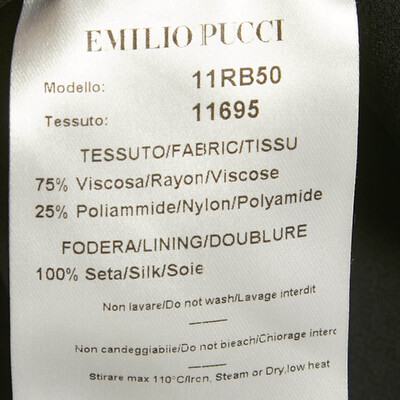 EMILIO PUCCI
Modello: 11RB50
Tessuto: 11695
TESSUTO/FABRIC/TISSU
75% Viscosa/Rayon/Viscose
25% Poliammide/Nylon/Polyamide
FODERA/LINING/DOUBLURE
100% Seta/Silk/Soie
Non lavare/Do not wash/Lavage interdit
Non candeggiabile/Do not bleach/Chlorage interd
Stirare max 110°C/Iron, Steam or Dry,low heat